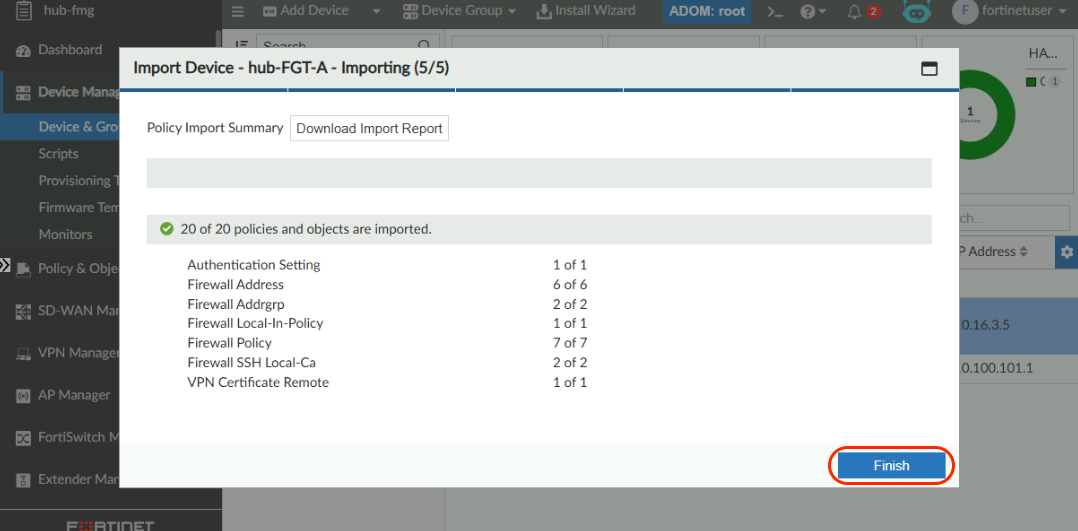 hub-fmg
Add Device
Device Group
Install Wizard
ADOM: root
2
F
fortinetuser
Dashboard
Device Manag
Device & Gro
Scripts
Provisioning T
Firmware Tem
Monitors
Policy & Obje
SD-WAN Man
VPN Manager
AP Manager
FortiSwitch M
Extender Man
FORTINET
Search...
Import Device - hub-FGT-A - Importing (5/5)
Policy Import Summary
Download Import Report
20 of 20 policies and objects are imported.
Authentication Setting 1 of 1
Firewall Address 6 of 6
Firewall Addrgrp 2 of 2
Firewall Local-In-Policy 1 of 1
Firewall Policy 7 of 7
Firewall SSH Local-Ca 2 of 2
VPN Certificate Remote 1 of 1
Finish
HA...
C 1
1
Devices
ch...
P Address
0.16.3.5
0.100.101.1